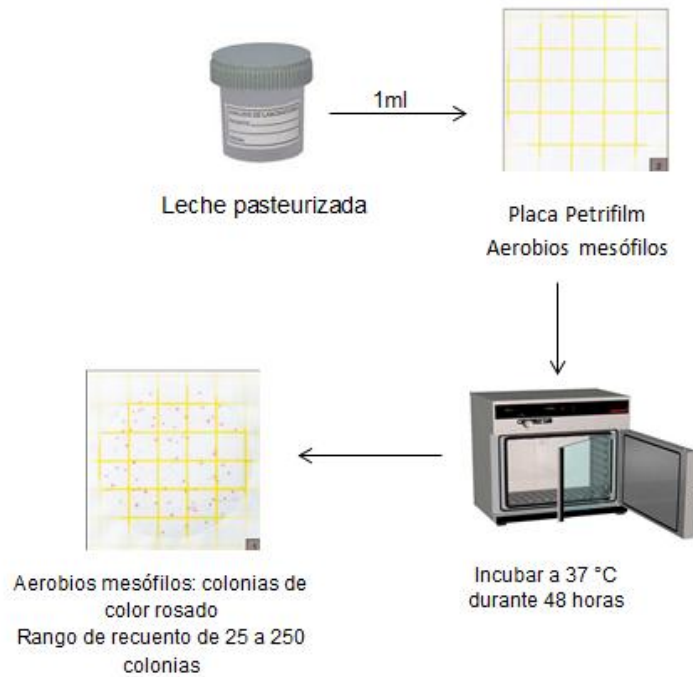 1ml
Leche pasteurizada
Placa Petrifilm
Aerobios mesófilos
Incubar a 37 °C
durante 48 horas
Aerobios mesófilos: colonias de
color rosado
Rango de recuento de 25 a 250
colonias